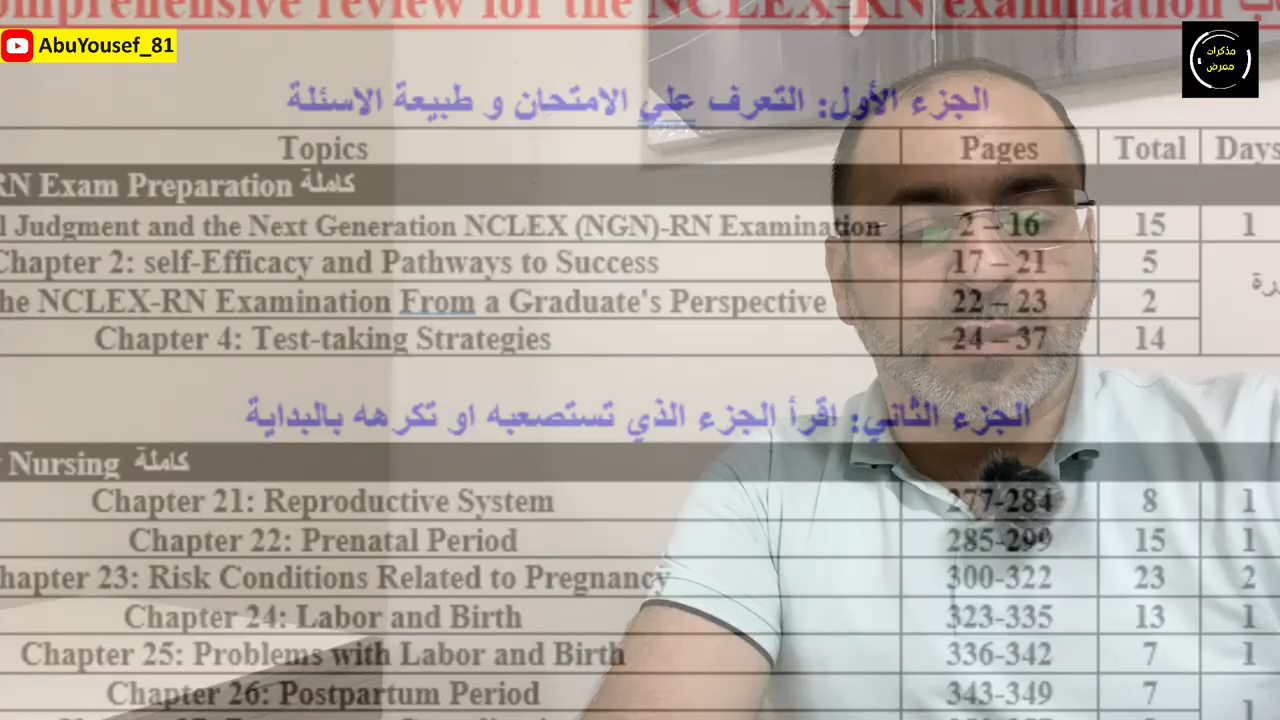 omprehensive review for the NCLEX-RN examination
AbuYousef_81
مذكرات
ممرض
الجزء الأول: التعرف علي الامتحان و طبيعة الاسئلة
Topics Pages Total Days
RN Exam Preparation كاملة
l Judgment and the Next Generation NCLEX (NGN)-RN Examination 2 – 16 15 1
Chapter 2: self-Efficacy and Pathways to Success 17 – 21 5
he NCLEX-RN Examination From a Graduate's Perspective 22 – 23 2
Chapter 4: Test-taking Strategies 24 – 37 14
الجزء الثاني: اقرأ الجزء الذي تستصعبه او تكرهه بالبداية
Nursing كاملة
Chapter 21: Reproductive System 277-284 8 1
Chapter 22: Prenatal Period 285-299 15 1
hapter 23: Risk Conditions Related to Pregnancy 300-322 23 2
Chapter 24: Labor and Birth 323-335 13 1
Chapter 25: Problems with Labor and Birth 336-342 7 1
Chapter 26: Postpartum Period 343-349 7 1